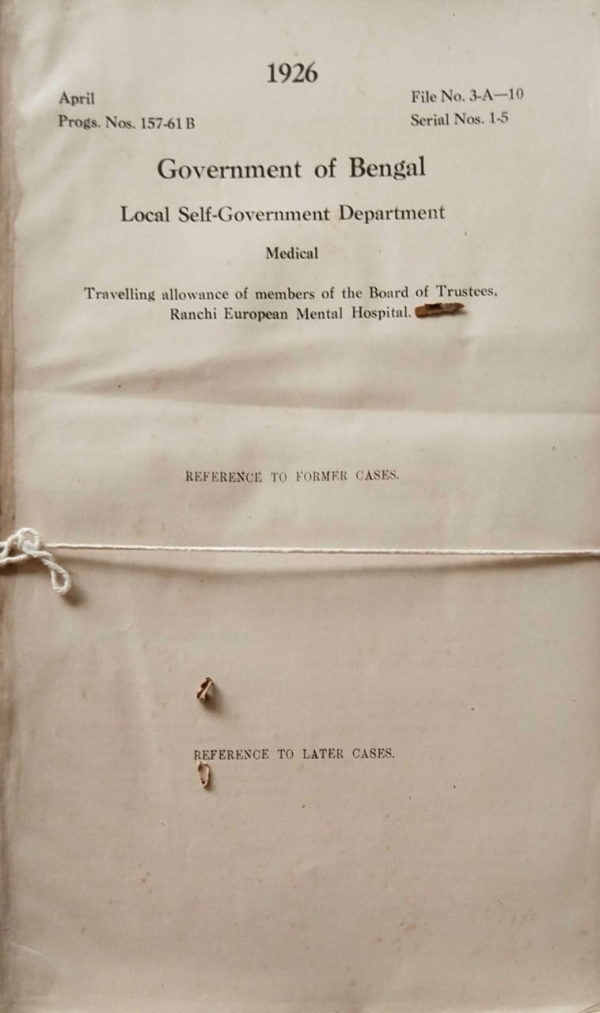 1926
April
File No. 3-A—10
Progs. Nos. 157-61 B
Serial Nos. 1-5
Government of Bengal
Local Self-Government Department
Medical
Travelling allowance of members of the Board of Trustees,
Ranchi European Mental Hospital.
REFERENCE TO FORMER CASES.
REFERENCE TO LATER CASES.